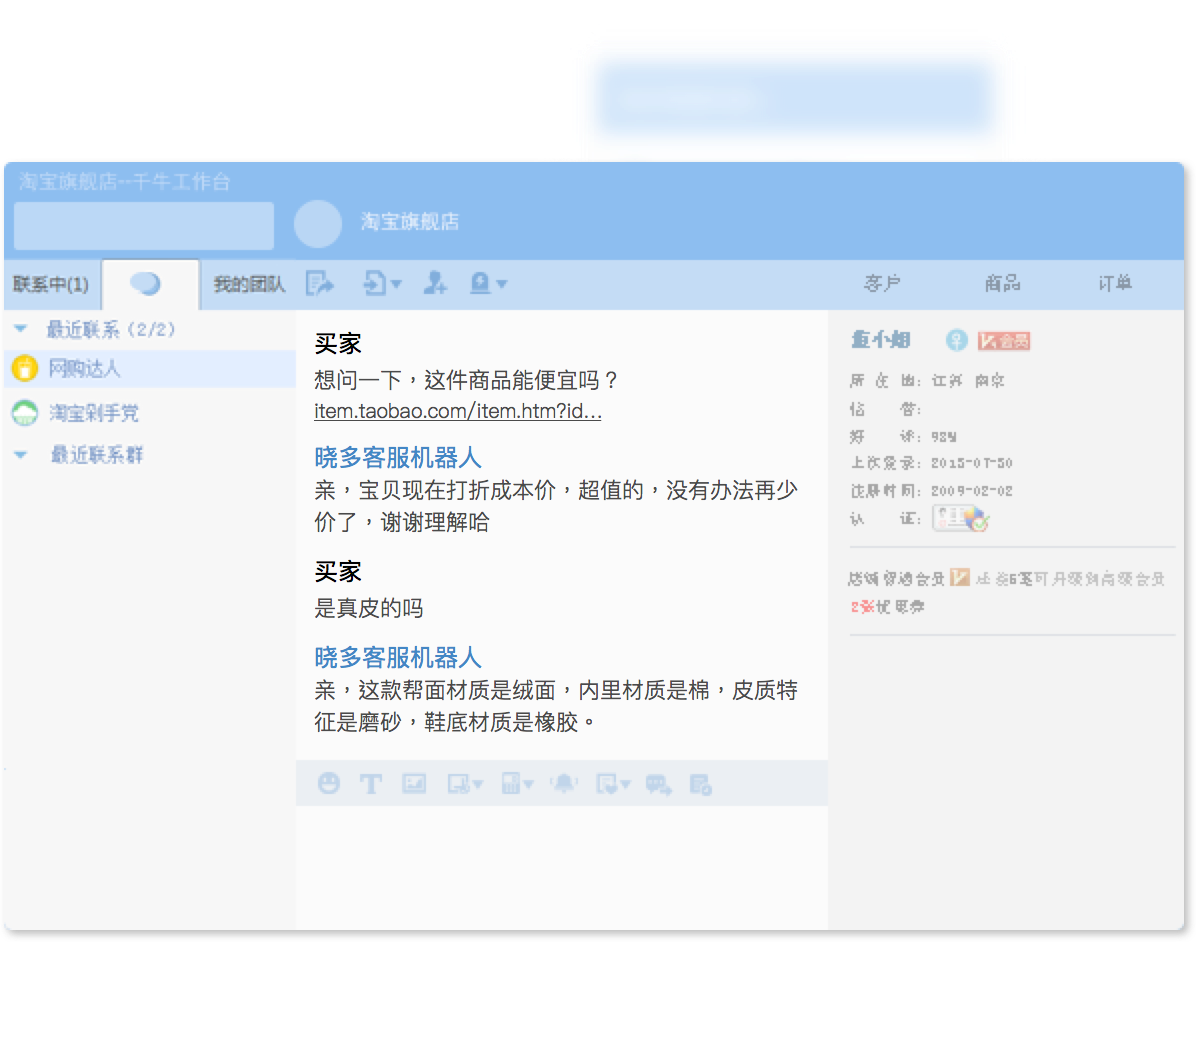 淘宝旗舰店--千牛工作台
淘宝旗舰店
联系中(1)
我的团队
客户
商品
订单
最近联系（2/2）
网购达人
淘宝剁手党
最近联系群
买家
想问一下，这件商品能便宜吗？
item.taobao.com/item.htm?id...
晓多客服机器人
亲，宝贝现在打折成本价，超值的，没有办法再少
价了，谢谢理解哈
买家
是真皮的吗
晓多客服机器人
亲，这款帮面材质是绒面，内里材质是棉，皮质特
征是磨砂，鞋底材质是橡胶。
小姐
会员
所 在 地：江苏 南京
信 誉：
好 评：98%
上次登录：2015-07-30
注册时间：2009-02-02
认 证：
店铺普通会员
还差6笔可升级到高级会员
2张优惠券